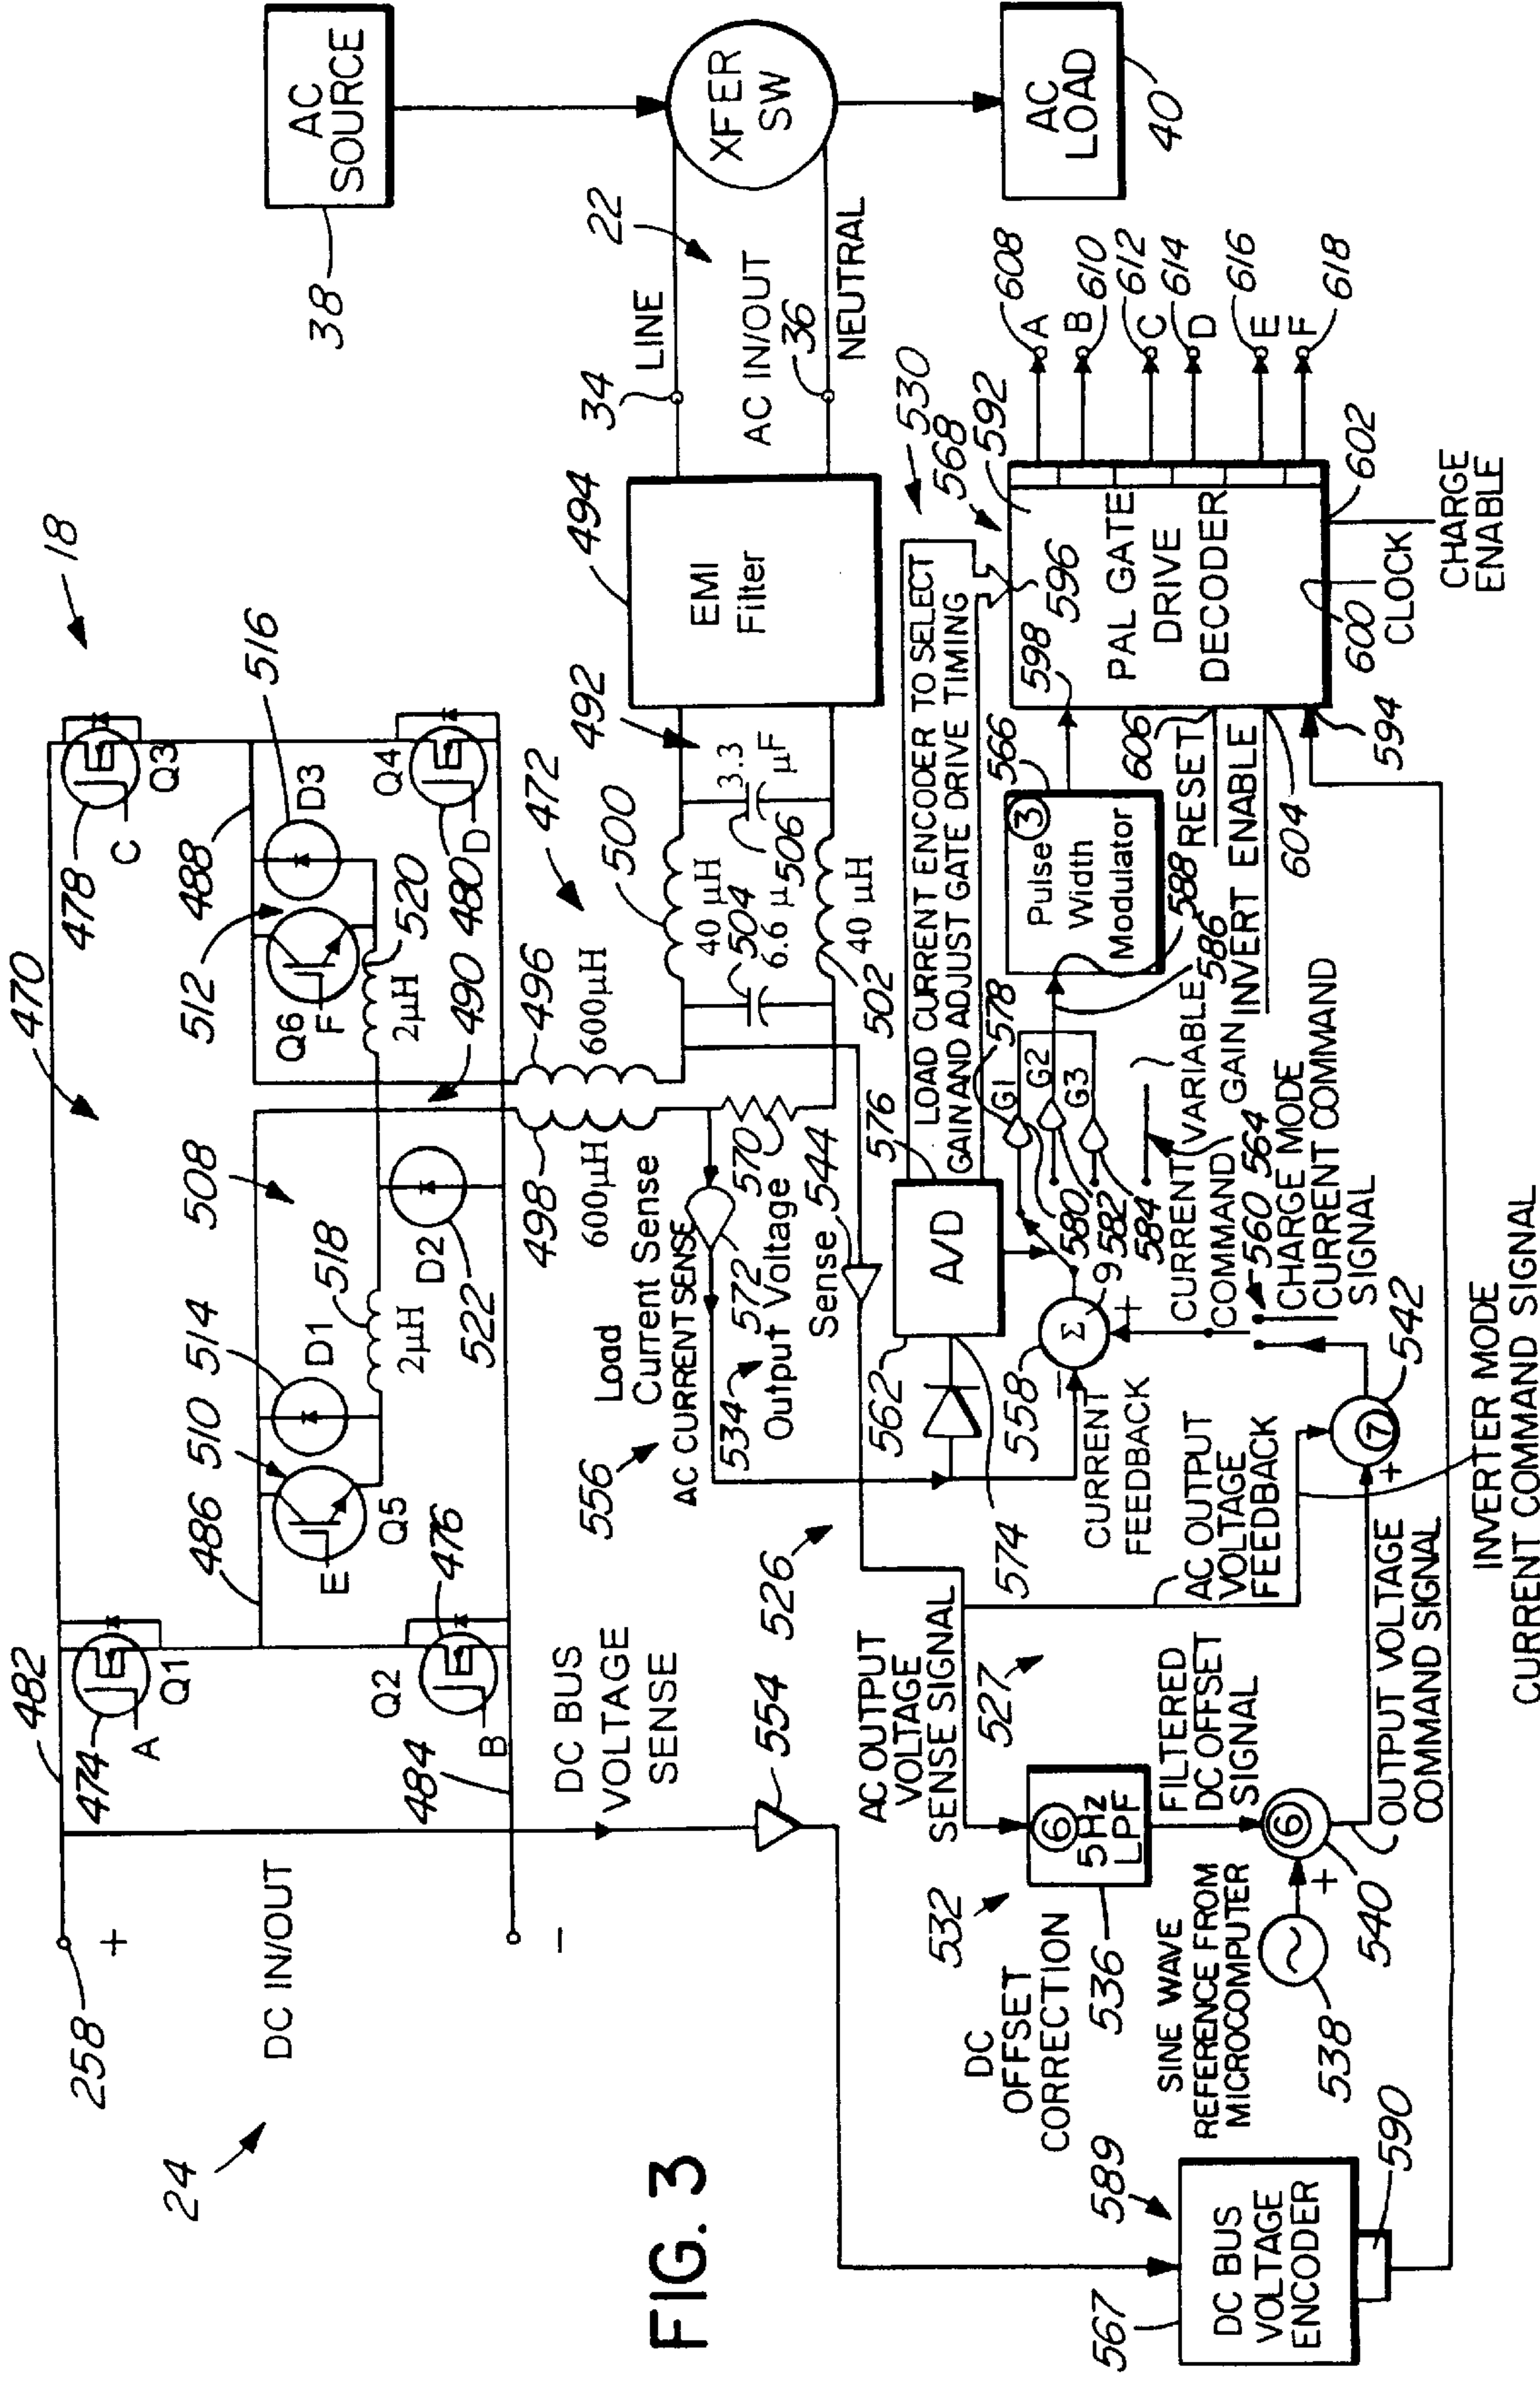 24
258
+
DC IN/OUT
−
482
474
A
Q1
Q2
476
B
484
486
510
514
Q5
E
D1
518
2μH
508
D2
522
470
18
478
C
Q3
488
512
Q6
F
D3
516
520
2μH
Q4
480
D
490
472
496
600μH
498
600μH
492
500
40 μH
504
6.6 μ
3.3
μF
506
502
40 μH
494
EMI
Filter
34
LINE
22
AC IN/OUT
36
NEUTRAL
38
AC
SOURCE
XFER
SW
AC
LOAD
40
DC BUS
VOLTAGE
SENSE
554
526
556
Load
Current Sense
AC CURRENT SENSE
534
572
570
Output Voltage
Sense
544
AC OUTPUT
VOLTAGE
SENSE SIGNAL
527
532
DC
OFFSET
CORRECTION
536
6
5 Hz
LPF
FILTERED
DC OFFSET
SIGNAL
SINE WAVE
REFERENCE FROM
MICROCOMPUTER
538
+
6
540
OUTPUT VOLTAGE
COMMAND SIGNAL
AC OUTPUT
VOLTAGE
FEEDBACK
+
7
542
INVERTER MODE
CURRENT COMMAND SIGNAL
562
A/D
576
574
558
CURRENT
FEEDBACK
−
Σ
9
+
CURRENT
COMMAND
560
564
CHARGE MODE
CURRENT COMMAND
SIGNAL
G1
G2
G3
578
580
582
584
VARIABLE
GAIN
586
588
LOAD CURRENT ENCODER TO SELECT
GAIN AND ADJUST GATE DRIVE TIMING
530
568
592
566
3
Pulse
Width
Modulator
598
596
PAL GATE
DRIVE
DECODER
606
RESET
INVERT ENABLE
604
594
600
CLOCK
602
CHARGE
ENABLE
608
A
B
610
C
612
D
614
E
616
F
618
567
589
DC BUS
VOLTAGE
ENCODER
590
FIG. 3